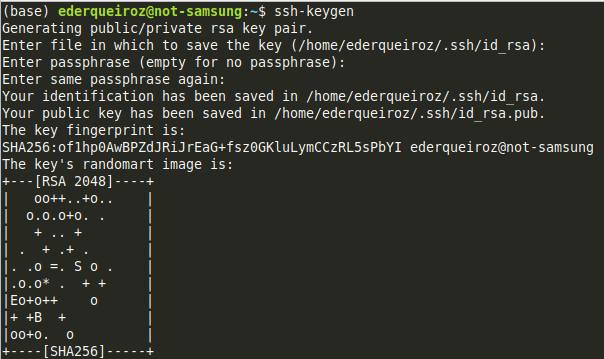 (base) ederqueiroz@not-samsung:~$ ssh-keygen
Generating public/private rsa key pair.
Enter file in which to save the key (/home/ederqueiroz/.ssh/id_rsa):
Enter passphrase (empty for no passphrase):
Enter same passphrase again:
Your identification has been saved in /home/ederqueiroz/.ssh/id_rsa.
Your public key has been saved in /home/ederqueiroz/.ssh/id_rsa.pub.
The key fingerprint is:
SHA256:of1hp0AwBPZdJRiJrEaG+fsz0GKluLymCCzRL5sPbYI ederqueiroz@not-samsung
The key's randomart image is:
+---[RSA 2048]----+
|   oo++..+o..    |
|  o.o.o+o. .     |
|   + .. +        |
| .  + .+ .       |
|. .o =. S o .    |
|.o.o* .  + +     |
|Eo+o++    o      |
|+ +B  +          |
|oo+o.  o         |
+----[SHA256]-----+